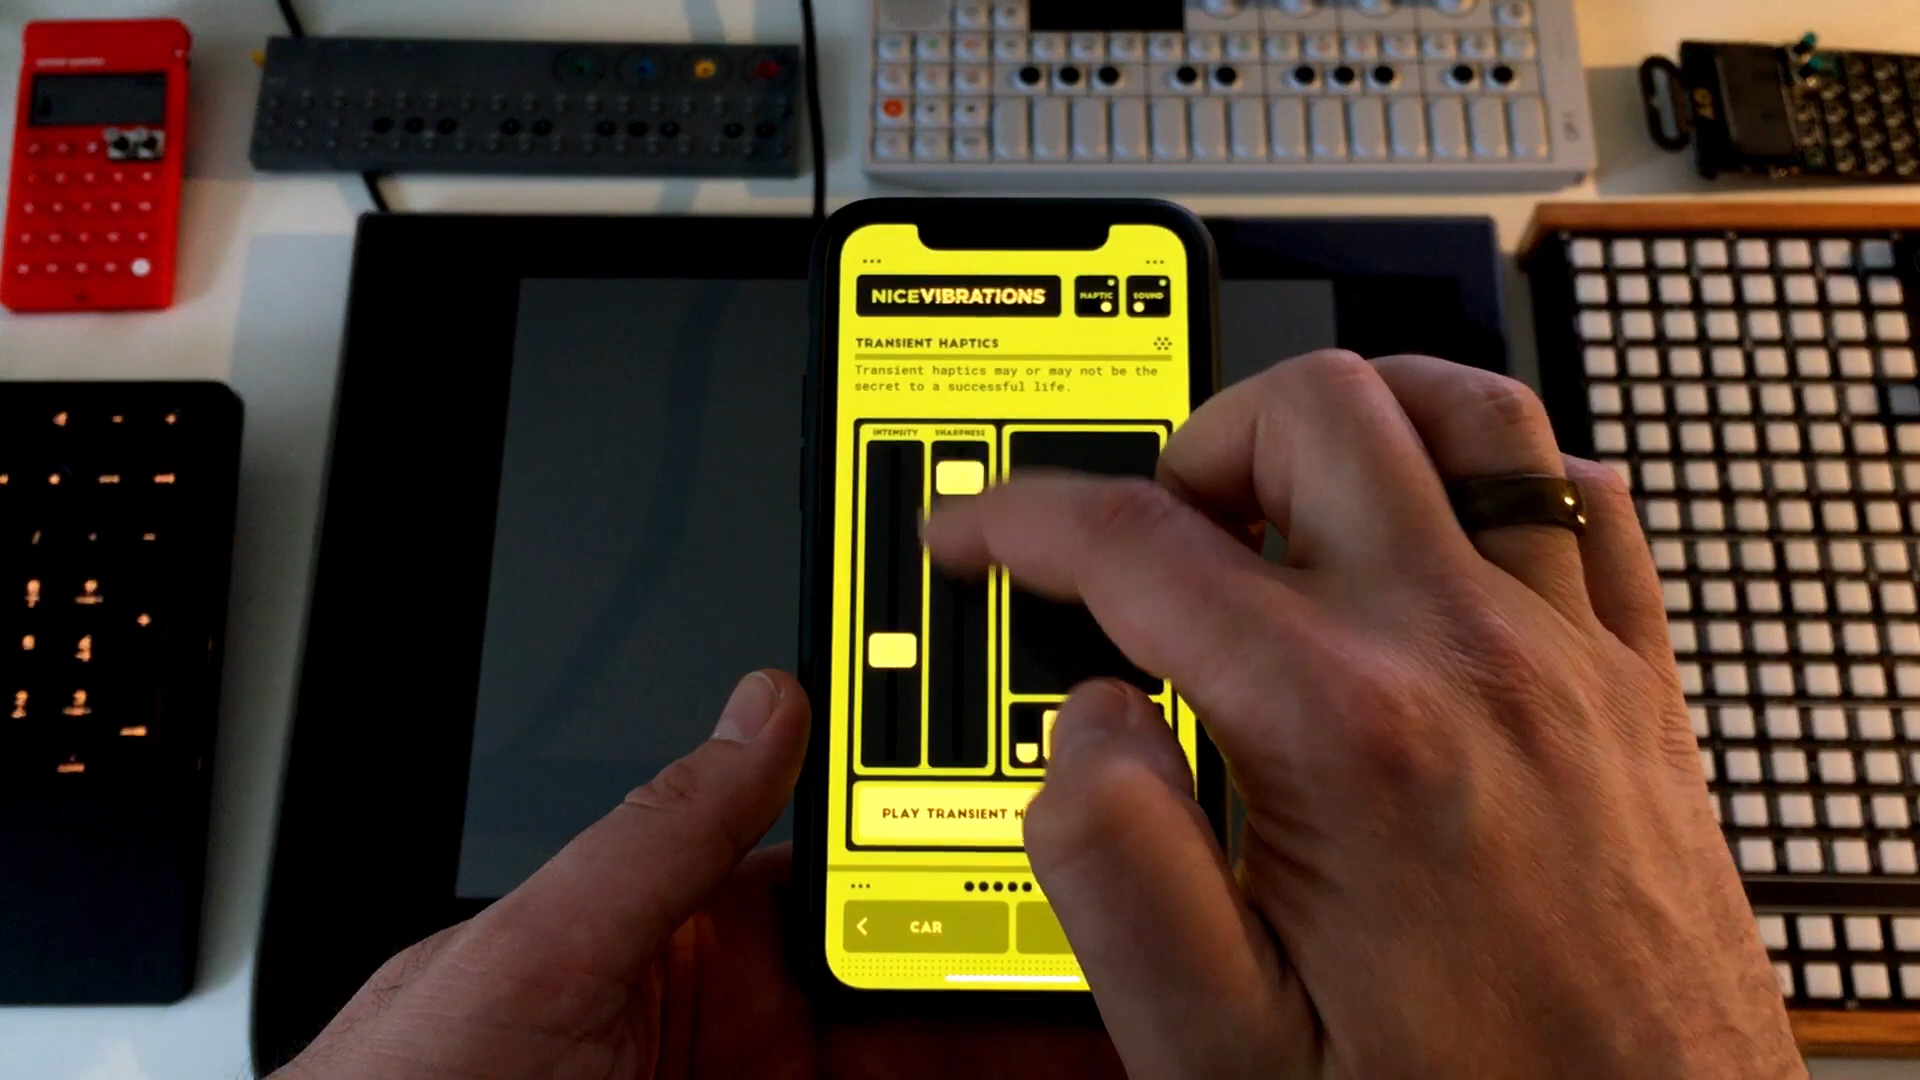 NICEVIBRATIONS
HAPTIC
SOUND
TRANSIENT HAPTICS
Transient haptics may or may not be the
secret to a successful life.
INTENSITY
SHARPNESS
PLAY TRANSIENT H
CAR